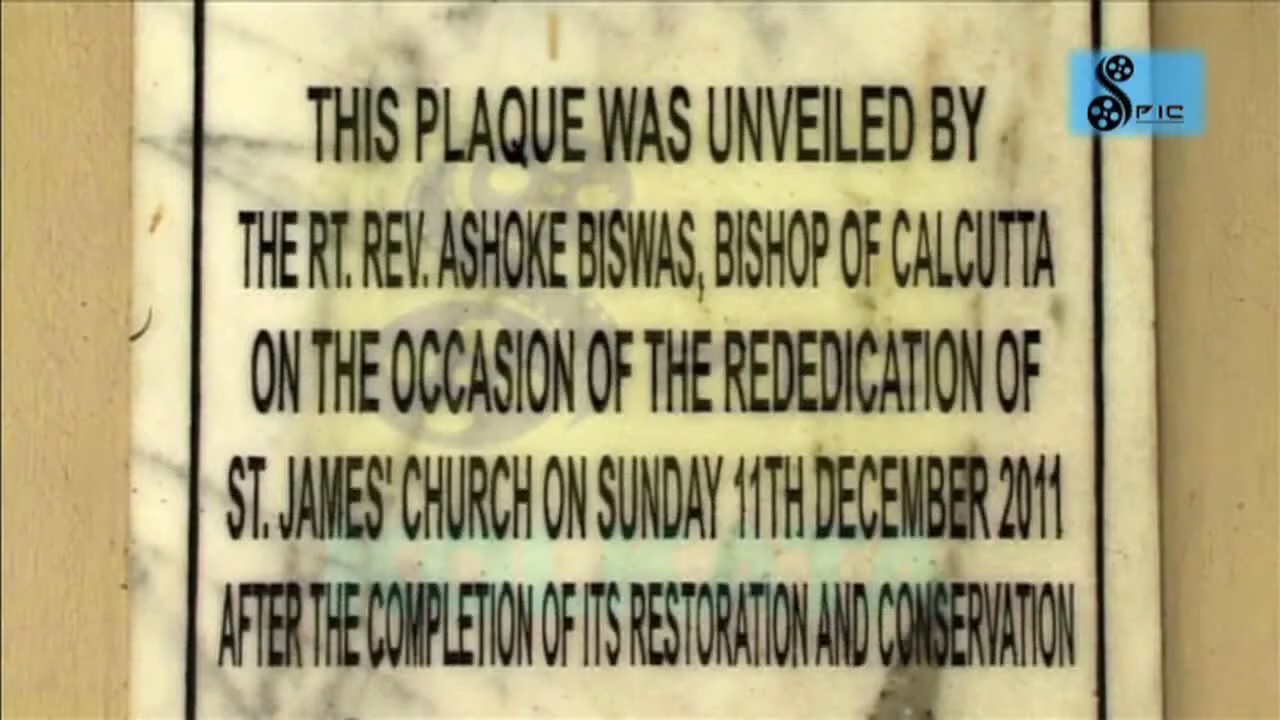 THIS PLAQUE WAS UNVEILED BY
THE RT. REV. ASHOKE BISWAS, BISHOP OF CALCUTTA
ON THE OCCASION OF THE REDEDICATION OF
ST. JAMES' CHURCH ON SUNDAY 11TH DECEMBER 2011
AFTER THE COMPLETION OF ITS RESTORATION AND CONSERVATION
SPIC